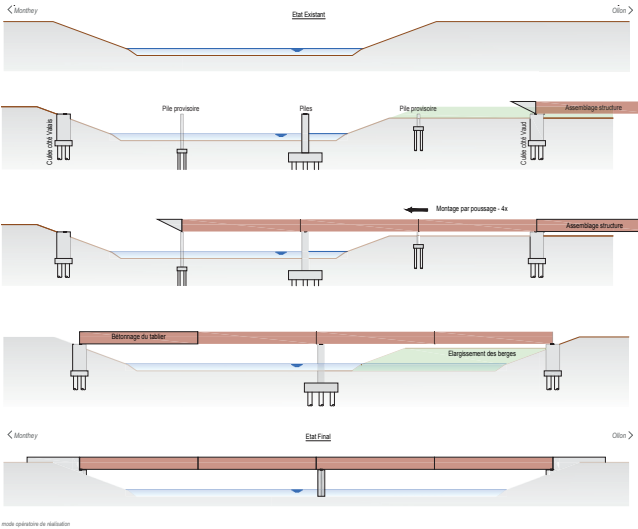 Monthey
Etat Existant
Ollon
Pile provisoire
Piles
Pile provisoire
Assemblage structure
Culée côté Valais
Culée côté Vaud
Montage par poussage - 4x
Assemblage structure
Bétonnage du tablier
Elargissement des berges
Monthey
Etat Final
Ollon
mode opératoire de réalisation